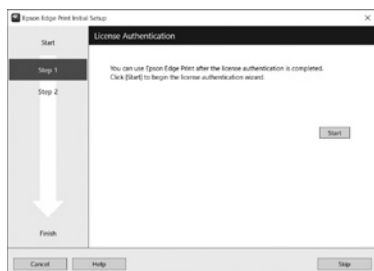 Epson Edge Print Initial Setup
Start
Step 1
Step 2
Finish
License Authentication
You can use Epson Edge Print after the license authentication is completed.
Click [Start] to begin the license authentication wizard.
Start
Cancel
Help
Skip